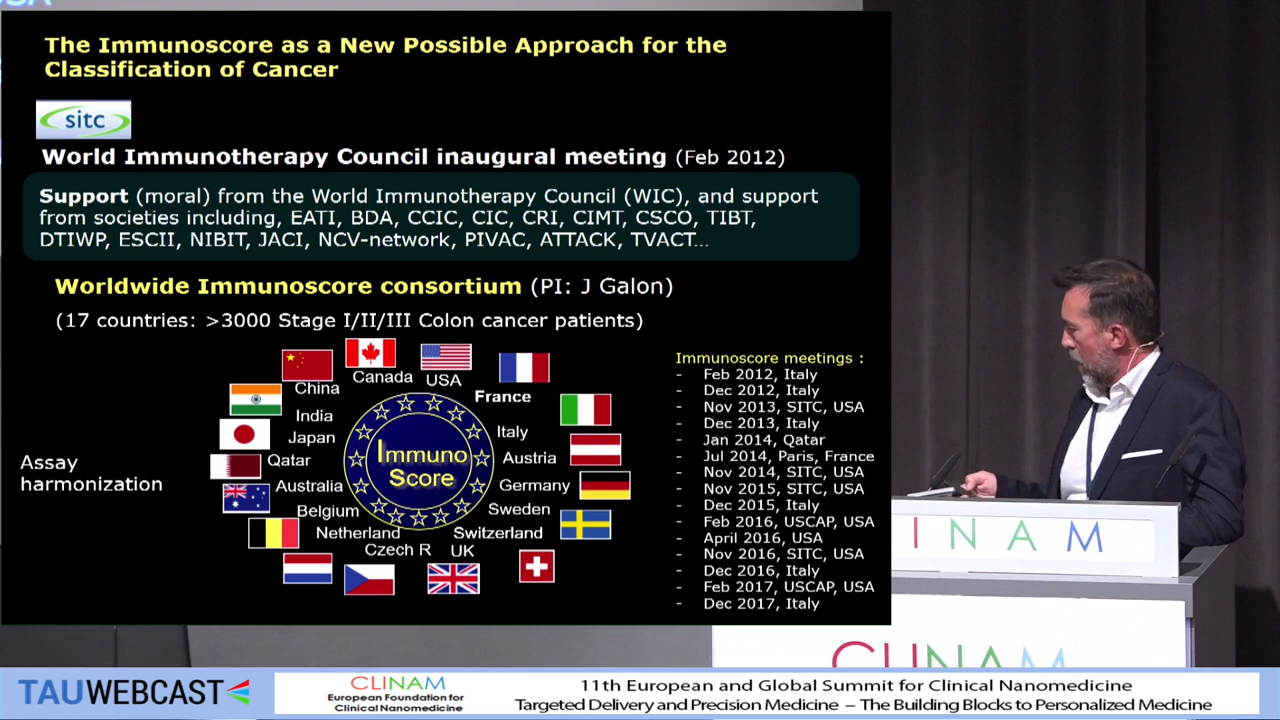 The Immunoscore as a New Possible Approach for the
Classification of Cancer
sitc
World Immunotherapy Council inaugural meeting (Feb 2012)
Support (moral) from the World Immunotherapy Council (WIC), and support
from societies including, EATI, BDA, CCIC, CIC, CRI, CIMT, CSCO, TIBT,
DTIWP, ESCII, NIBIT, JACI, NCV-network, PIVAC, ATTACK, TVACT...
Worldwide Immunoscore consortium (PI: J Galon)
(17 countries: >3000 Stage I/II/III Colon cancer patients)
Canada
USA
China
France
India
Italy
Japan
Austria
Qatar
Germany
Australia
Sweden
Belgium
Switzerland
Netherland
Czech R
UK
Immuno
Score
Assay
harmonization
Immunoscore meetings :
- Feb 2012, Italy
- Dec 2012, Italy
- Nov 2013, SITC, USA
- Dec 2013, Italy
- Jan 2014, Qatar
- Jul 2014, Paris, France
- Nov 2014, SITC, USA
- Nov 2015, SITC, USA
- Dec 2015, Italy
- Feb 2016, USCAP, USA
- April 2016, USA
- Nov 2016, SITC, USA
- Dec 2016, Italy
- Feb 2017, USCAP, USA
- Dec 2017, Italy
LINAM
CLINAM
TAUWEBCAST
CLINAM
European Foundation for
Clinical Nanomedicine
11th European and Global Summit for Clinical Nanomedicine
Targeted Delivery and Precision Medicine – The Building Blocks to Personalized Medicine